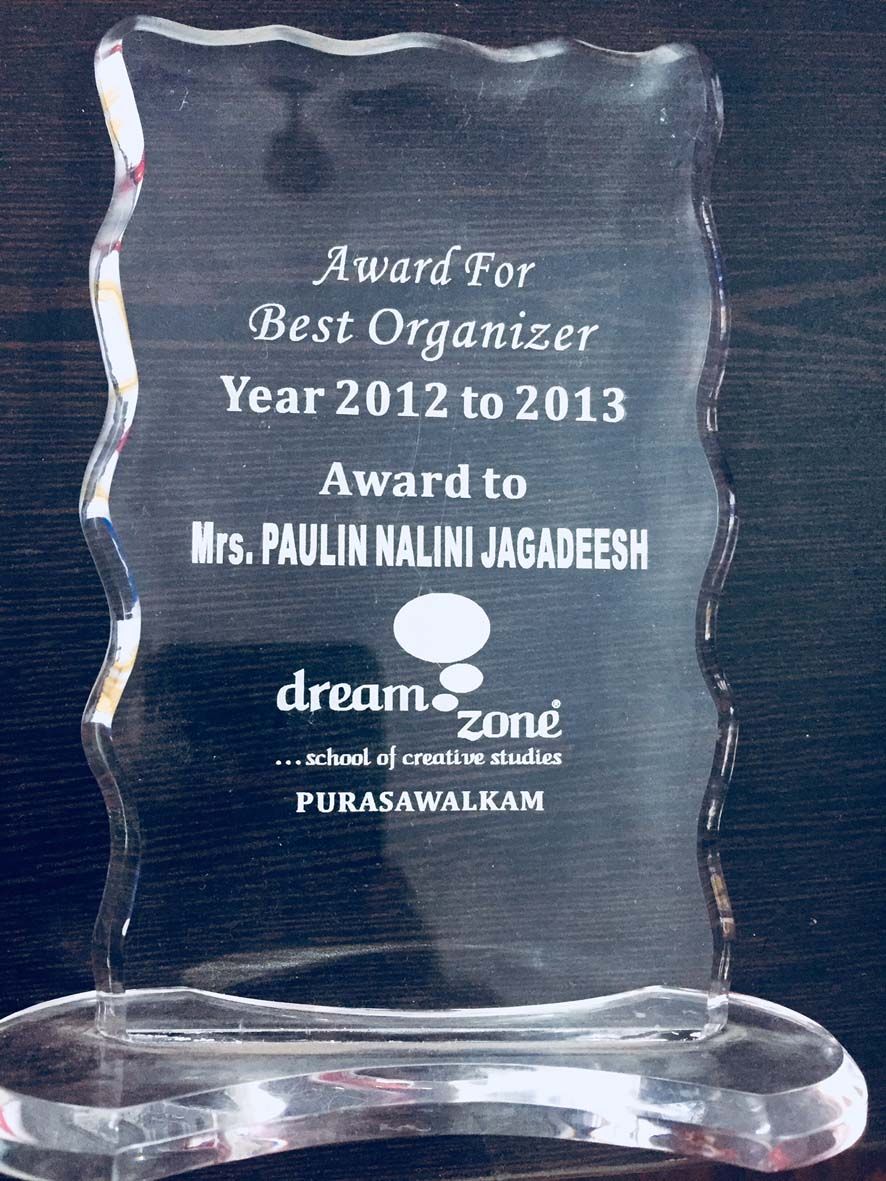 Award For
Best Organizer
Year 2012 to 2013
Award to
Mrs. PAULIN NALINI JAGADEESH
dream
zone®
...school of creative studies
PURASAWALKAM